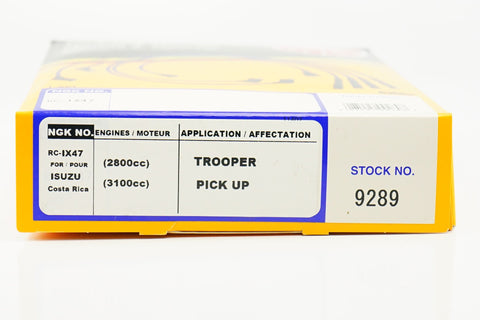 NGK NO.
ENGINES / MOTEUR
APPLICATION / AFFECTATION
RC-IX47
FOR / POUR
ISUZU
Costa Rica
(2800cc)
(3100cc)
TROOPER
PICK UP
STOCK NO.
9289